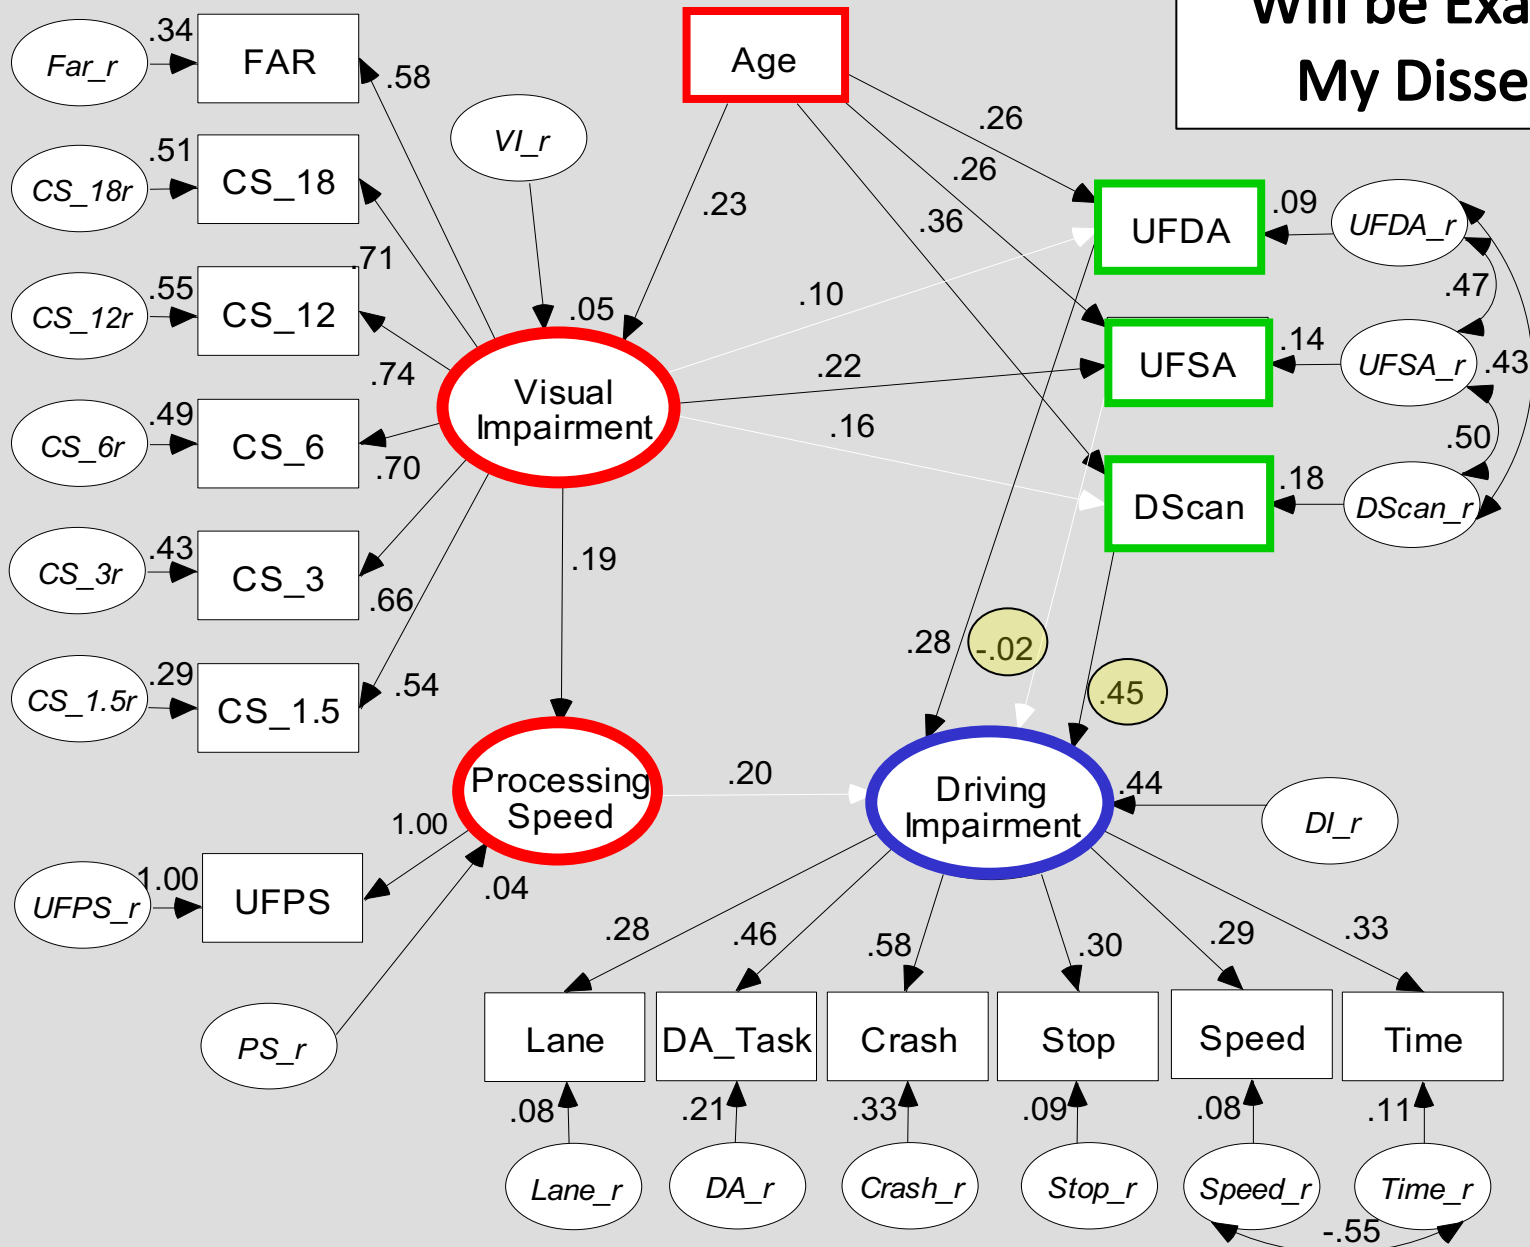 Will be Exa
My Disse
.34
Far_r
FAR
.58
Age
VI_r
.51
CS_18r
CS_18
.71
.23
.26
.26
.36
UFDA
.09
UFDA_r
.47
.55
CS_12r
CS_12
.74
.05
.10
UFSA
.14
UFSA_r
.43
.22
Visual
Impairment
.49
CS_6r
CS_6
.70
.16
.50
DScan
.18
DScan_r
.43
CS_3r
CS_3
.66
.19
.28
-.02
.45
.29
CS_1.5r
CS_1.5
.54
Processing
Speed
.20
Driving
Impairment
.44
DI_r
1.00
1.00
UFPS_r
UFPS
.04
PS_r
.28
.46
.58
.30
.29
.33
Lane
DA_Task
Crash
Stop
Speed
Time
.08
.21
.33
.09
.08
.11
Lane_r
DA_r
Crash_r
Stop_r
Speed_r
Time_r
-.55